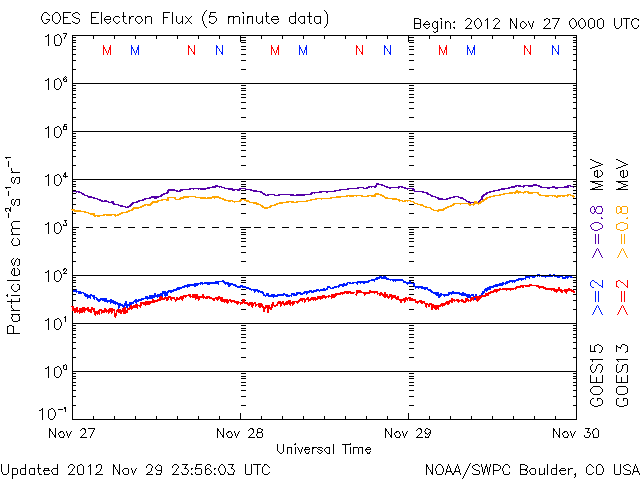 GOES Electron Flux (5 minute data)
Begin: 2012 Nov 27 0000 UTC
10⁷
M M N N M M N N M M N N
10⁶
10⁵
10⁴
10³
10²
10¹
10⁰
10⁻¹
Particles cm⁻²s⁻¹sr⁻¹
Nov 27 Nov 28 Nov 29 Nov 30
Universal Time
GOES15 >=2 >=0.8 MeV
GOES13 >=2 >=0.8 MeV
Updated 2012 Nov 29 23:56:03 UTC
NOAA/SWPC Boulder, CO USA